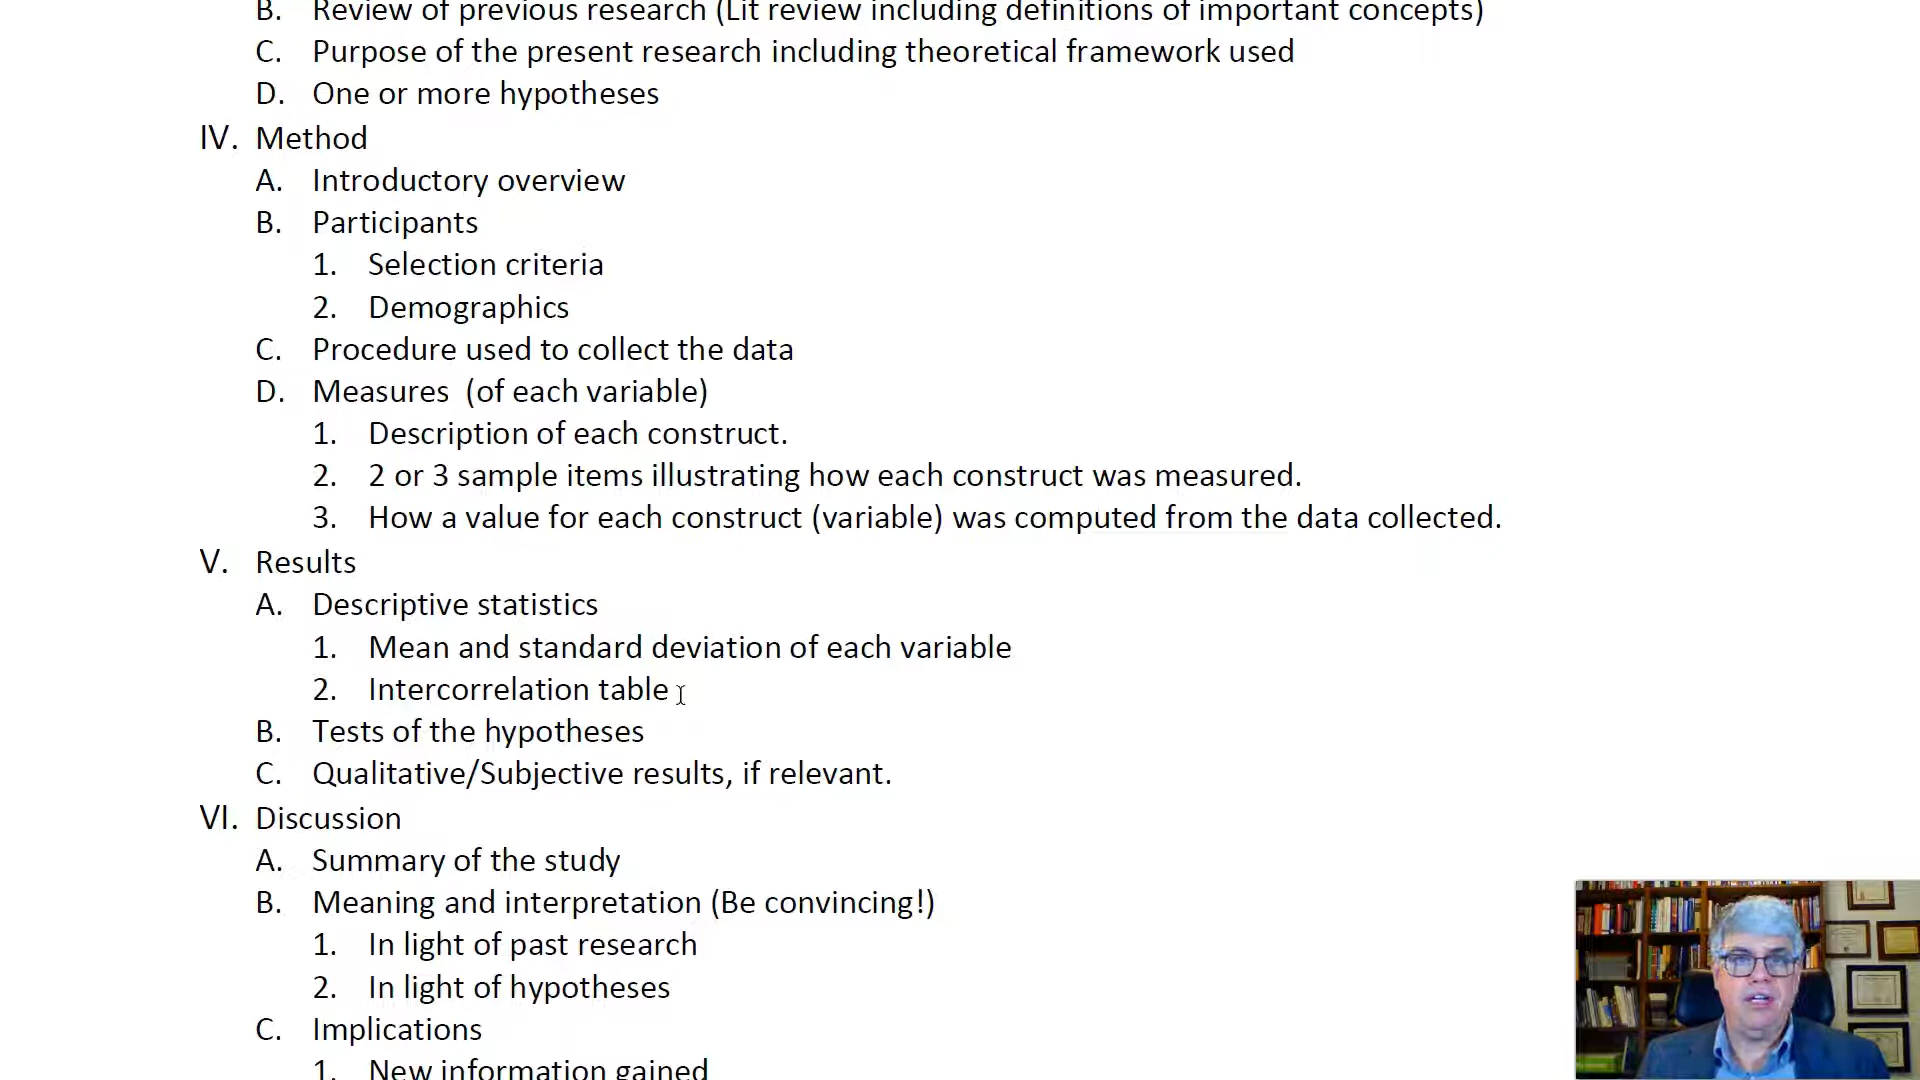 B. Review of previous research (Lit review including definitions of important concepts)
C. Purpose of the present research including theoretical framework used
D. One or more hypotheses
IV. Method
A. Introductory overview
B. Participants
1. Selection criteria
2. Demographics
C. Procedure used to collect the data
D. Measures  (of each variable)
1. Description of each construct.
2. 2 or 3 sample items illustrating how each construct was measured.
3. How a value for each construct (variable) was computed from the data collected.
V. Results
A. Descriptive statistics
1. Mean and standard deviation of each variable
2. Intercorrelation table
B. Tests of the hypotheses
C. Qualitative/Subjective results, if relevant.
VI. Discussion
A. Summary of the study
B. Meaning and interpretation (Be convincing!)
1. In light of past research
2. In light of hypotheses
C. Implications
1. New information gained